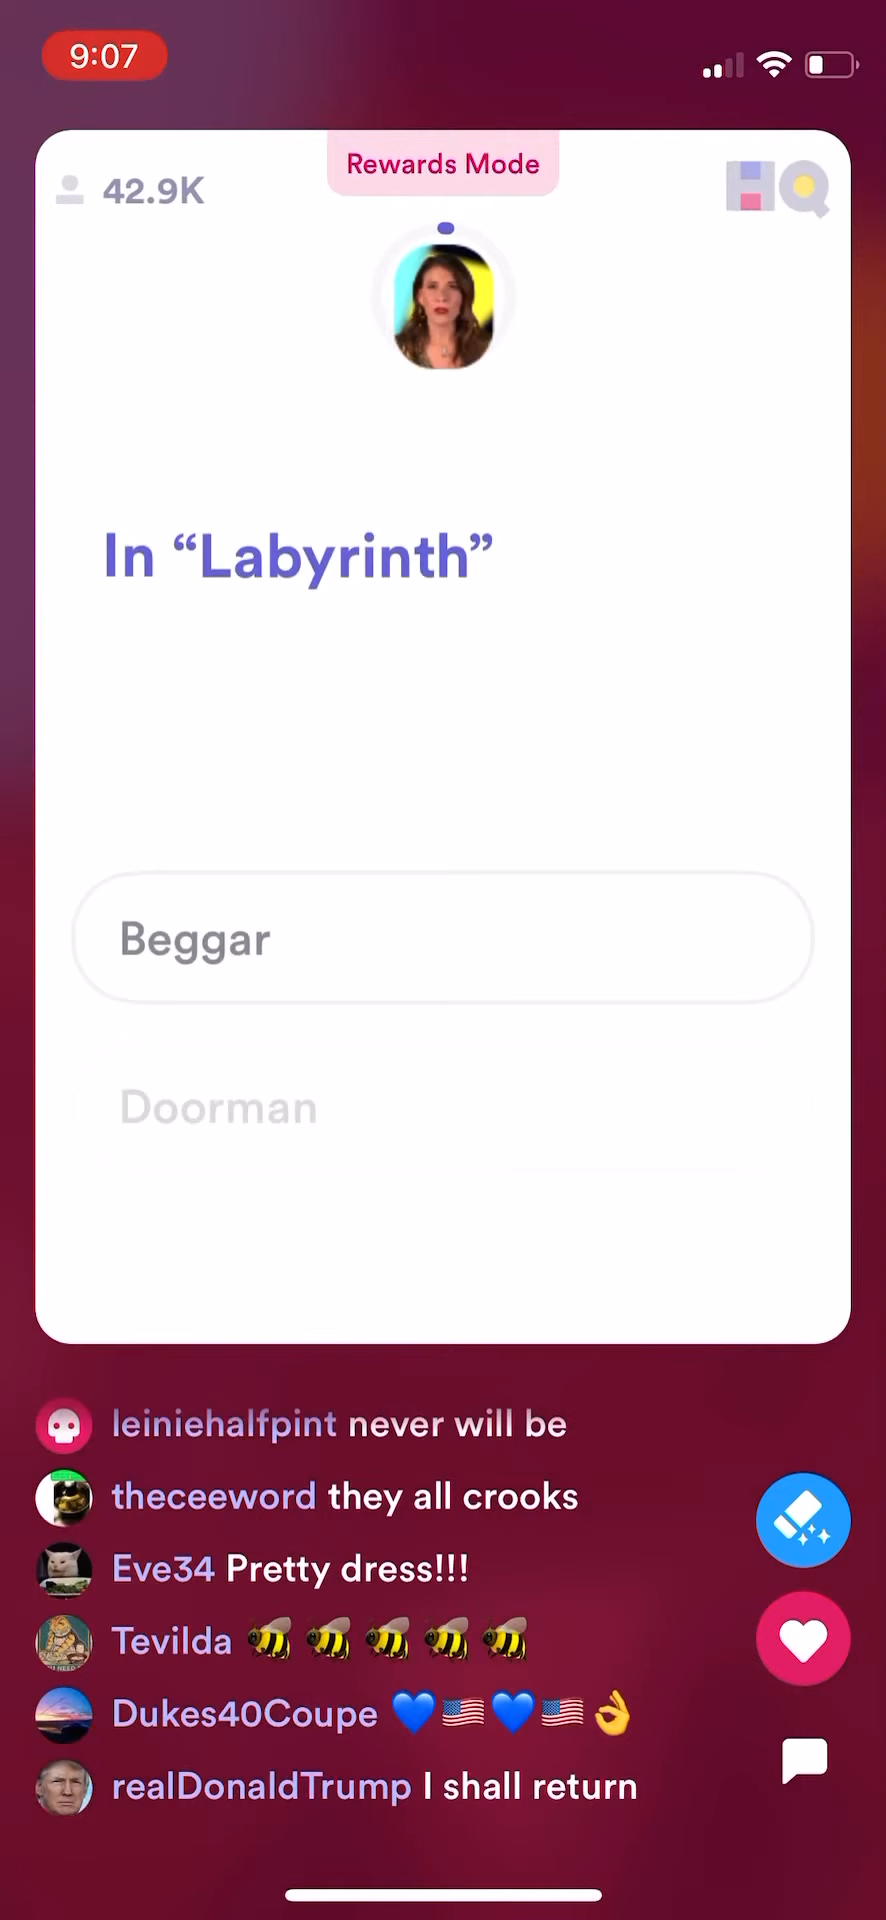 9:07
Rewards Mode
42.9K
HQ
In “Labyrinth”
Beggar
Doorman
leiniehalfpint never will be
theceeword they all crooks
Eve34 Pretty dress!!!
Tevilda 🐝 🐝 🐝 🐝 🐝
Dukes40Coupe 💙🇺🇸💙🇺🇸👌
realDonaldTrump I shall return